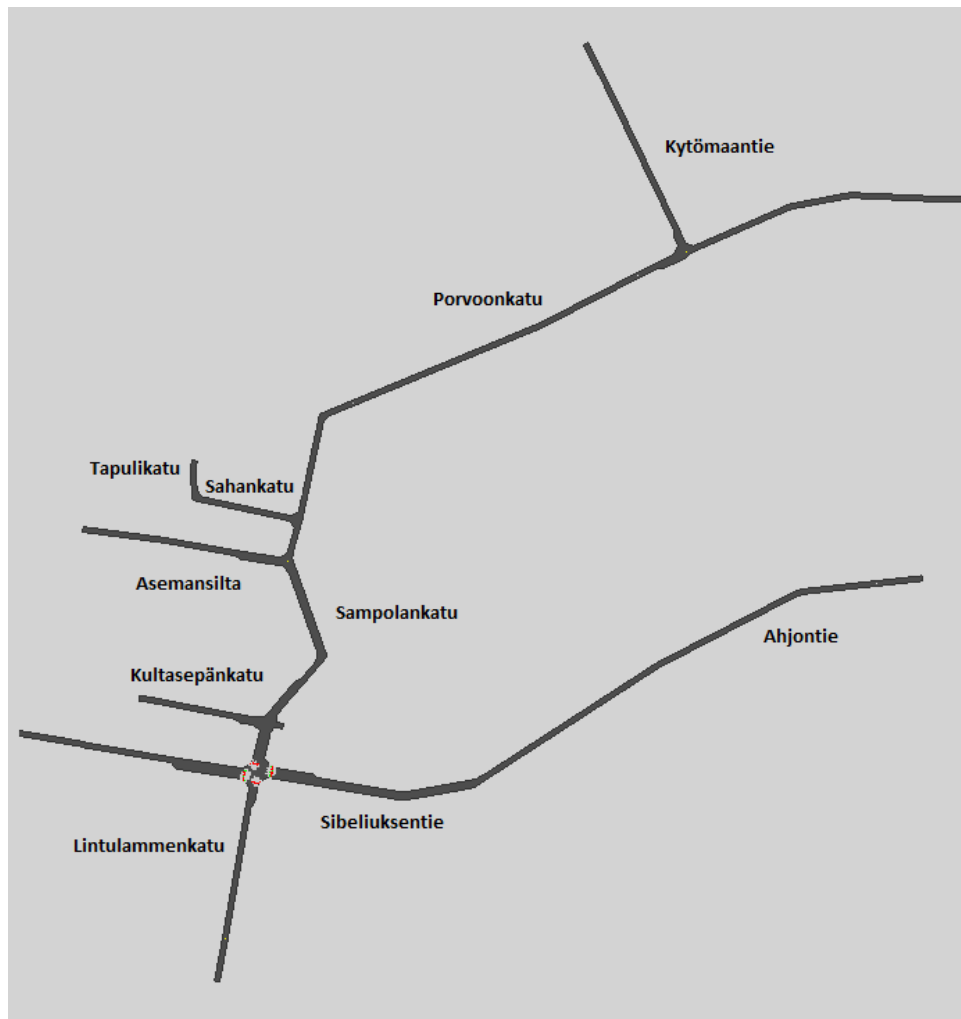 Kytömaantie
Porvoonkatu
Tapulikatu
Sahankatu
Asemansilta
Sampolankatu
Ahjontie
Kultasepänkatu
Sibeliuksentie
Lintulammenkatu